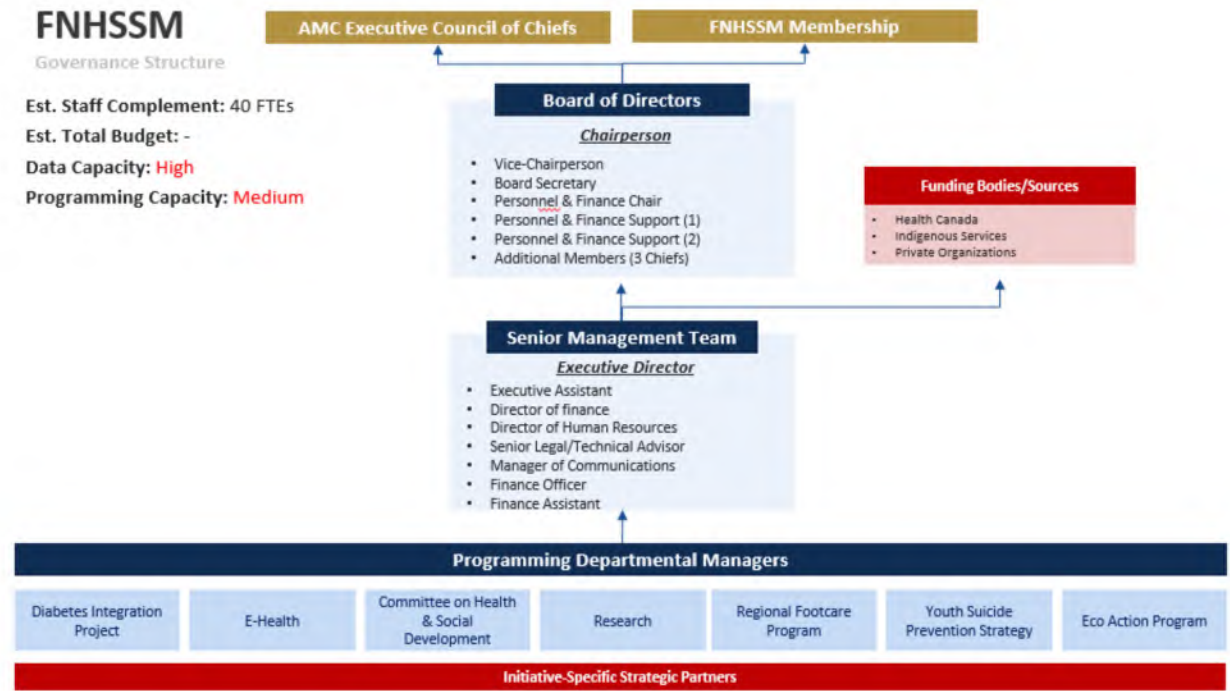 FNHSSM
Governance Structure
Est. Staff Complement: 40 FTEs
Est. Total Budget: -
Data Capacity: High
Programming Capacity: Medium
AMC Executive Council of Chiefs
FNHSSM Membership
Board of Directors
Chairperson
• Vice-Chairperson
• Board Secretary
• Personnel & Finance Chair
• Personnel & Finance Support (1)
• Personnel & Finance Support (2)
• Additional Members (3 Chiefs)
Funding Bodies/Sources
• Health Canada
• Indigenous Services
• Private Organizations
Senior Management Team
Executive Director
• Executive Assistant
• Director of finance
• Director of Human Resources
• Senior Legal/Technical Advisor
• Manager of Communications
• Finance Officer
• Finance Assistant
Programming Departmental Managers
Diabetes Integration
Project
E-Health
Committee on Health
& Social
Development
Research
Regional Footcare
Program
Youth Suicide
Prevention Strategy
Eco Action Program
Initiative-Specific Strategic Partners